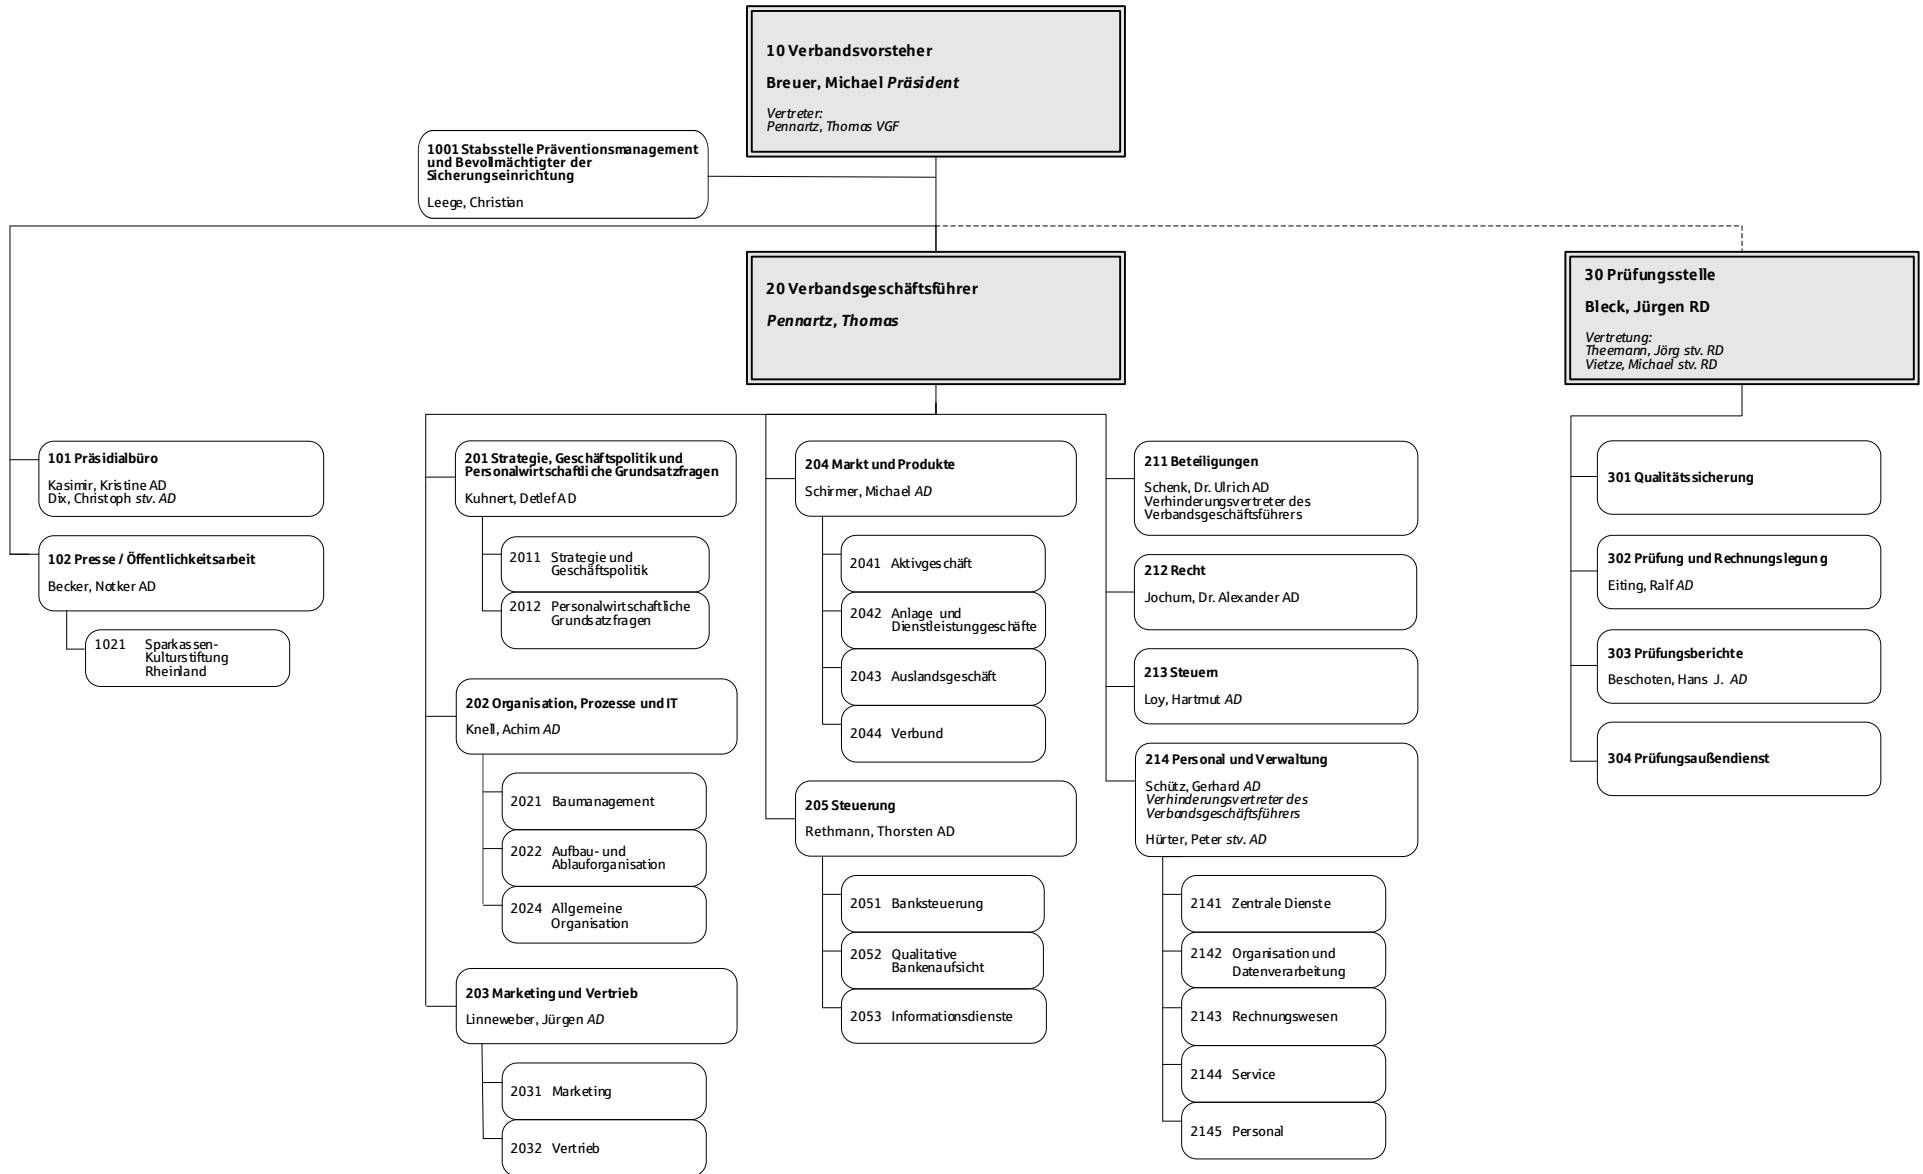 10 Verbandsvorsteher
Breuer, Michael Präsident
Vertreter:
Pennartz, Thomas VGF
1001 Stabsstelle Präventionsmanagement
und Bevollmächtigter der
Sicherungseinrichtung
Leege, Christian
20 Verbandsgeschäftsführer
Pennartz, Thomas
30 Prüfungsstelle
Bleck, Jürgen RD
Vertretung:
Theemann, Jörg stv. RD
Vietze, Michael stv. RD
101 Präsidialbüro
Kasimir, Kristine AD
Dix, Christoph stv. AD
102 Presse / Öffentlichkeitsarbeit
Becker, Notker AD
1021 Sparkassen-
Kulturstiftung
Rheinland
201 Strategie, Geschäftspolitik und
Personalwirtschaftliche Grundsatzfragen
Kuhnert, Detlef AD
2011 Strategie und
Geschäftspolitik
2012 Personalwirtschaftliche
Grundsatzfragen
202 Organisation, Prozesse und IT
Knell, Achim AD
2021 Baumanagement
2022 Aufbau- und
Ablauforganisation
2024 Allgemeine
Organisation
203 Marketing und Vertrieb
Linneweber, Jürgen AD
2031 Marketing
2032 Vertrieb
204 Markt und Produkte
Schirmer, Michael AD
2041 Aktivgeschäft
2042 Anlage und
Dienstleistunggeschäfte
2043 Auslandsgeschäft
2044 Verbund
205 Steuerung
Rethmann, Thorsten AD
2051 Banksteuerung
2052 Qualitative
Bankenaufsicht
2053 Informationsdienste
211 Beteiligungen
Schenk, Dr. Ulrich AD
Verhinderungsvertreter des
Verbandsgeschäftsführers
212 Recht
Jochum, Dr. Alexander AD
213 Steuern
Loy, Hartmut AD
214 Personal und Verwaltung
Schütz, Gerhard AD
Verhinderungsvertreter des
Verbandsgeschäftsführers
Hürter, Peter stv. AD
2141 Zentrale Dienste
2142 Organisation und
Datenverarbeitung
2143 Rechnungswesen
2144 Service
2145 Personal
301 Qualitätssicherung
302 Prüfung und Rechnungslegung
Eiting, Ralf AD
303 Prüfungsberichte
Beschoten, Hans J. AD
304 Prüfungsaußendienst